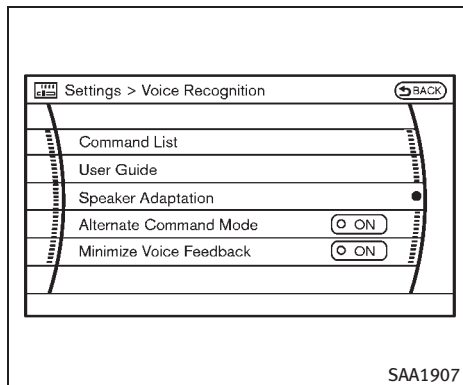 Settings > Voice Recognition
BACK
Command List
User Guide
Speaker Adaptation
Alternate Command Mode
ON
Minimize Voice Feedback
ON
SAA1907